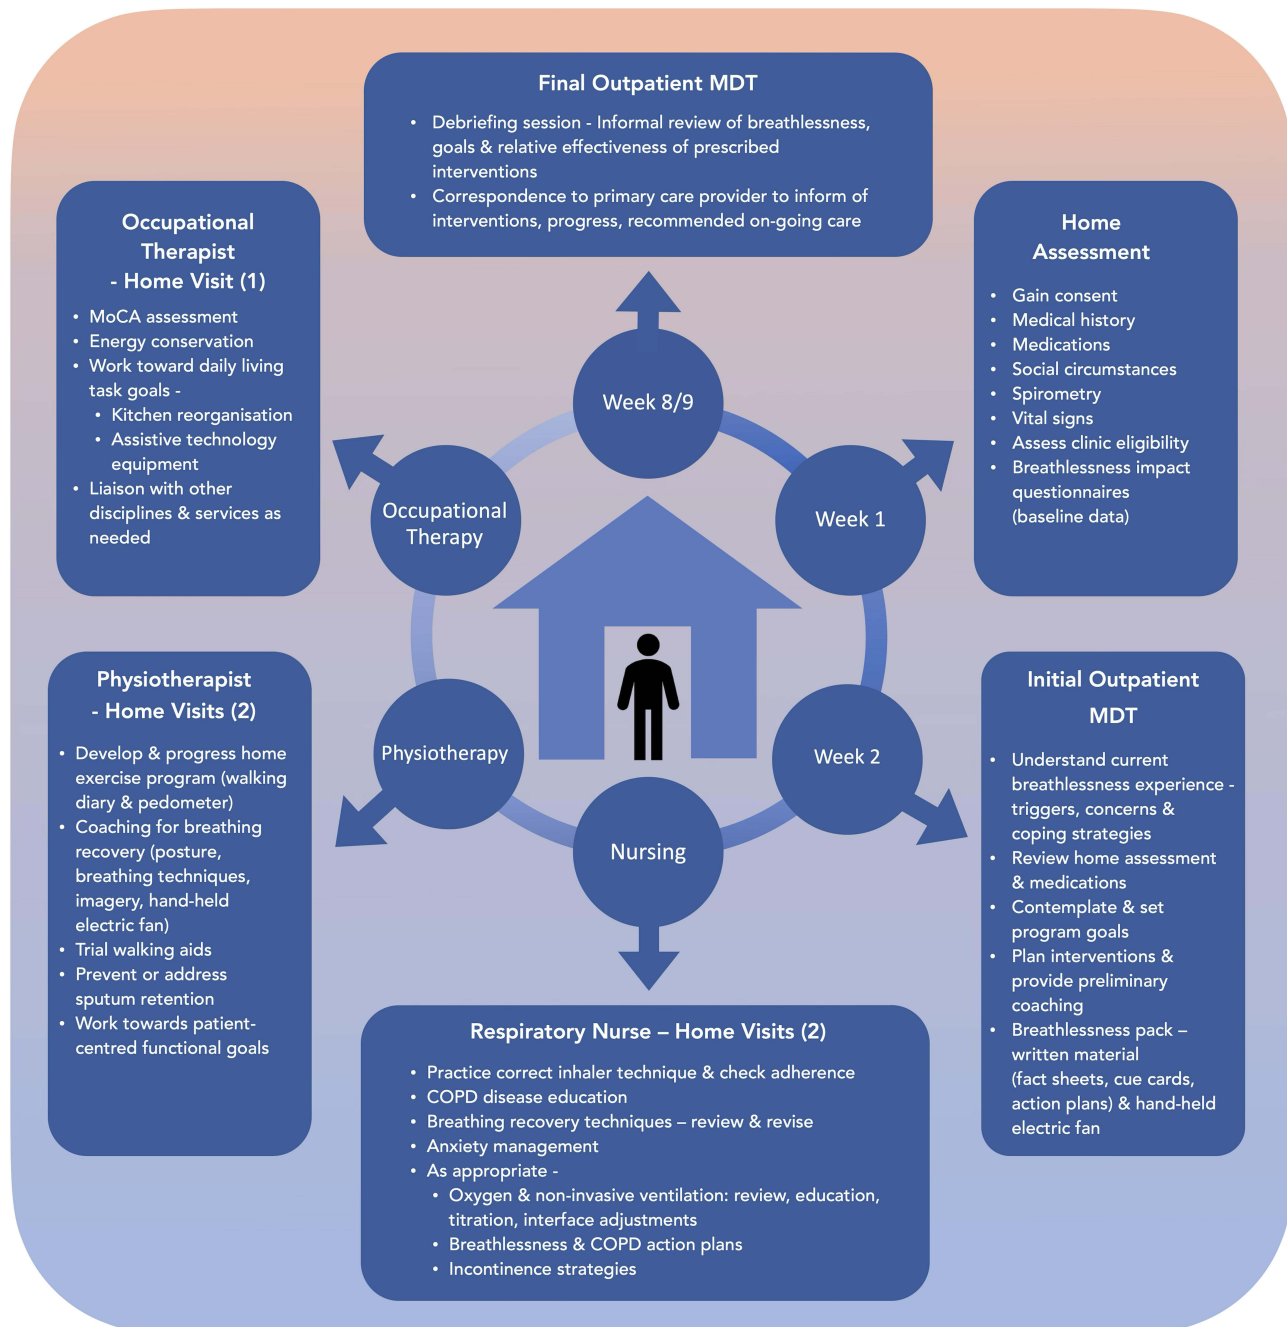 Final Outpatient MDT
• Debriefing session - Informal review of breathlessness,
goals & relative effectiveness of prescribed
interventions
• Correspondence to primary care provider to inform of
interventions, progress, recommended on-going care
Occupational
Therapist
- Home Visit (1)
• MoCA assessment
• Energy conservation
• Work toward daily living
task goals -
• Kitchen reorganisation
• Assistive technology
equipment
• Liaison with other
disciplines & services as
needed
Home
Assessment
• Gain consent
• Medical history
• Medications
• Social circumstances
• Spirometry
• Vital signs
• Assess clinic eligibility
• Breathlessness impact
questionnaires
(baseline data)
Week 8/9
Occupational
Therapy
Week 1
Physiotherapy
Week 2
Nursing
Physiotherapist
- Home Visits (2)
• Develop & progress home
exercise program (walking
diary & pedometer)
• Coaching for breathing
recovery (posture,
breathing techniques,
imagery, hand-held
electric fan)
• Trial walking aids
• Prevent or address
sputum retention
• Work towards patient-
centred functional goals
Initial Outpatient
MDT
• Understand current
breathlessness experience -
triggers, concerns &
coping strategies
• Review home assessment
& medications
• Contemplate & set
program goals
• Plan interventions &
provide preliminary
coaching
• Breathlessness pack –
written material
(fact sheets, cue cards,
action plans) & hand-held
electric fan
Respiratory Nurse – Home Visits (2)
• Practice correct inhaler technique & check adherence
• COPD disease education
• Breathing recovery techniques – review & revise
• Anxiety management
• As appropriate -
• Oxygen & non-invasive ventilation: review, education,
titration, interface adjustments
• Breathlessness & COPD action plans
• Incontinence strategies